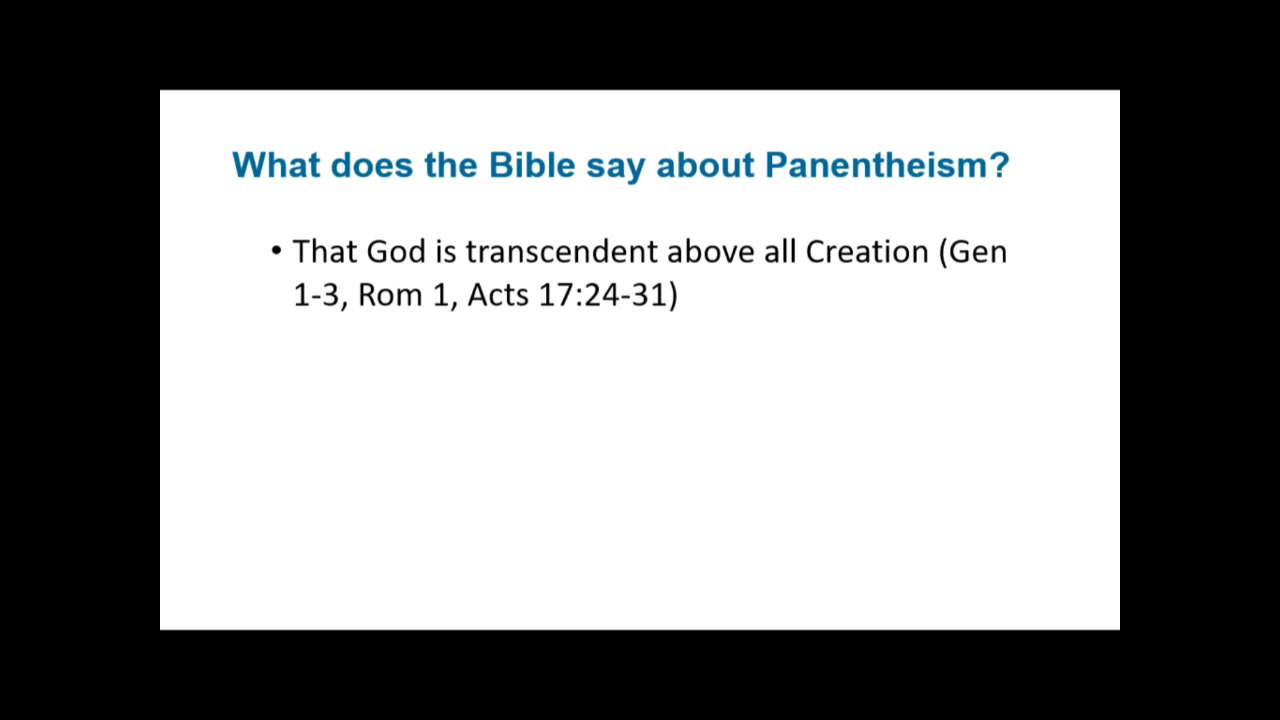 What does the Bible say about Panentheism?
• That God is transcendent above all Creation (Gen
1-3, Rom 1, Acts 17:24-31)